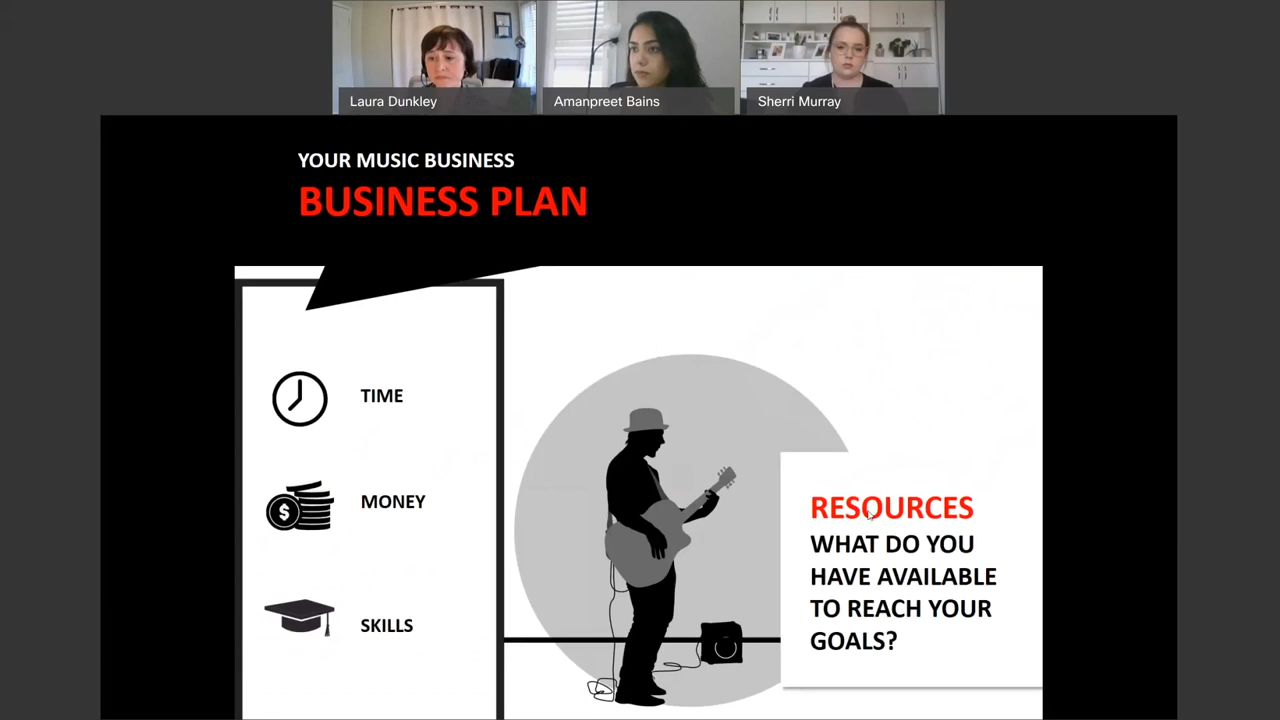 Laura Dunkley
Amanpreet Bains
Sherri Murray
YOUR MUSIC BUSINESS
BUSINESS PLAN
TIME
MONEY
SKILLS
$
RESOURCES
WHAT DO YOU
HAVE AVAILABLE
TO REACH YOUR
GOALS?